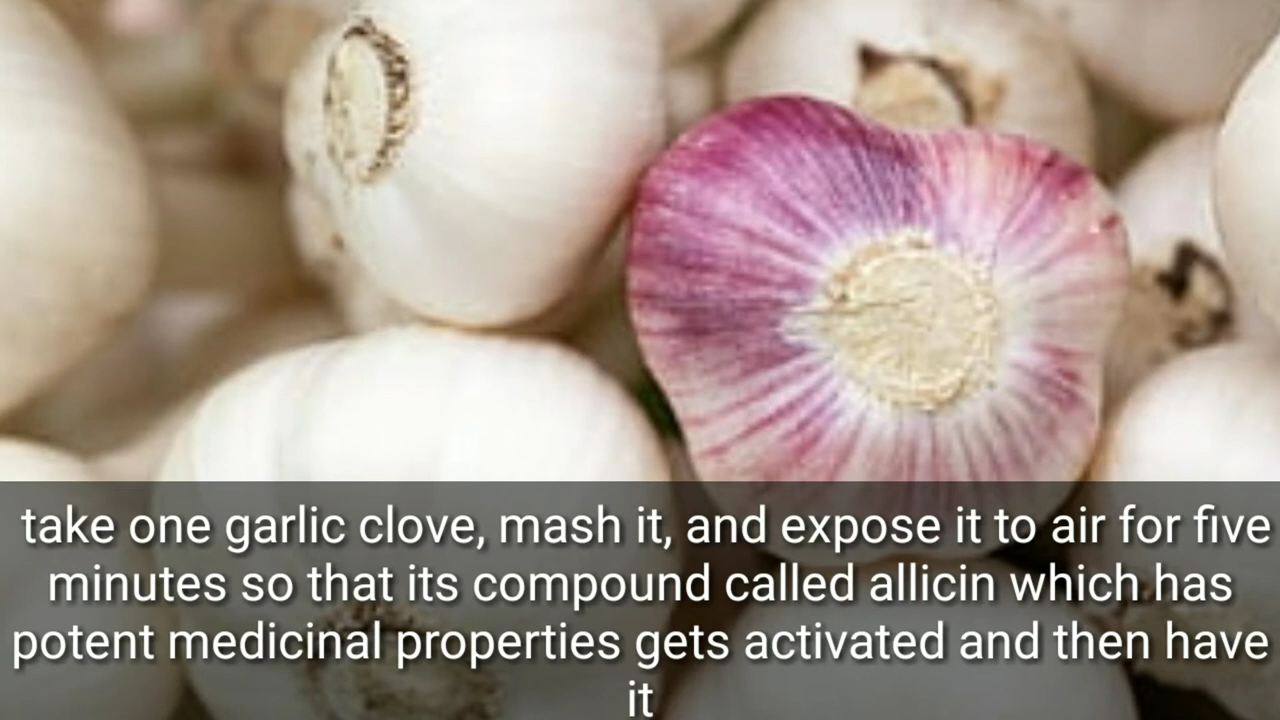 take one garlic clove, mash it, and expose it to air for five
minutes so that its compound called allicin which has
potent medicinal properties gets activated and then have
it